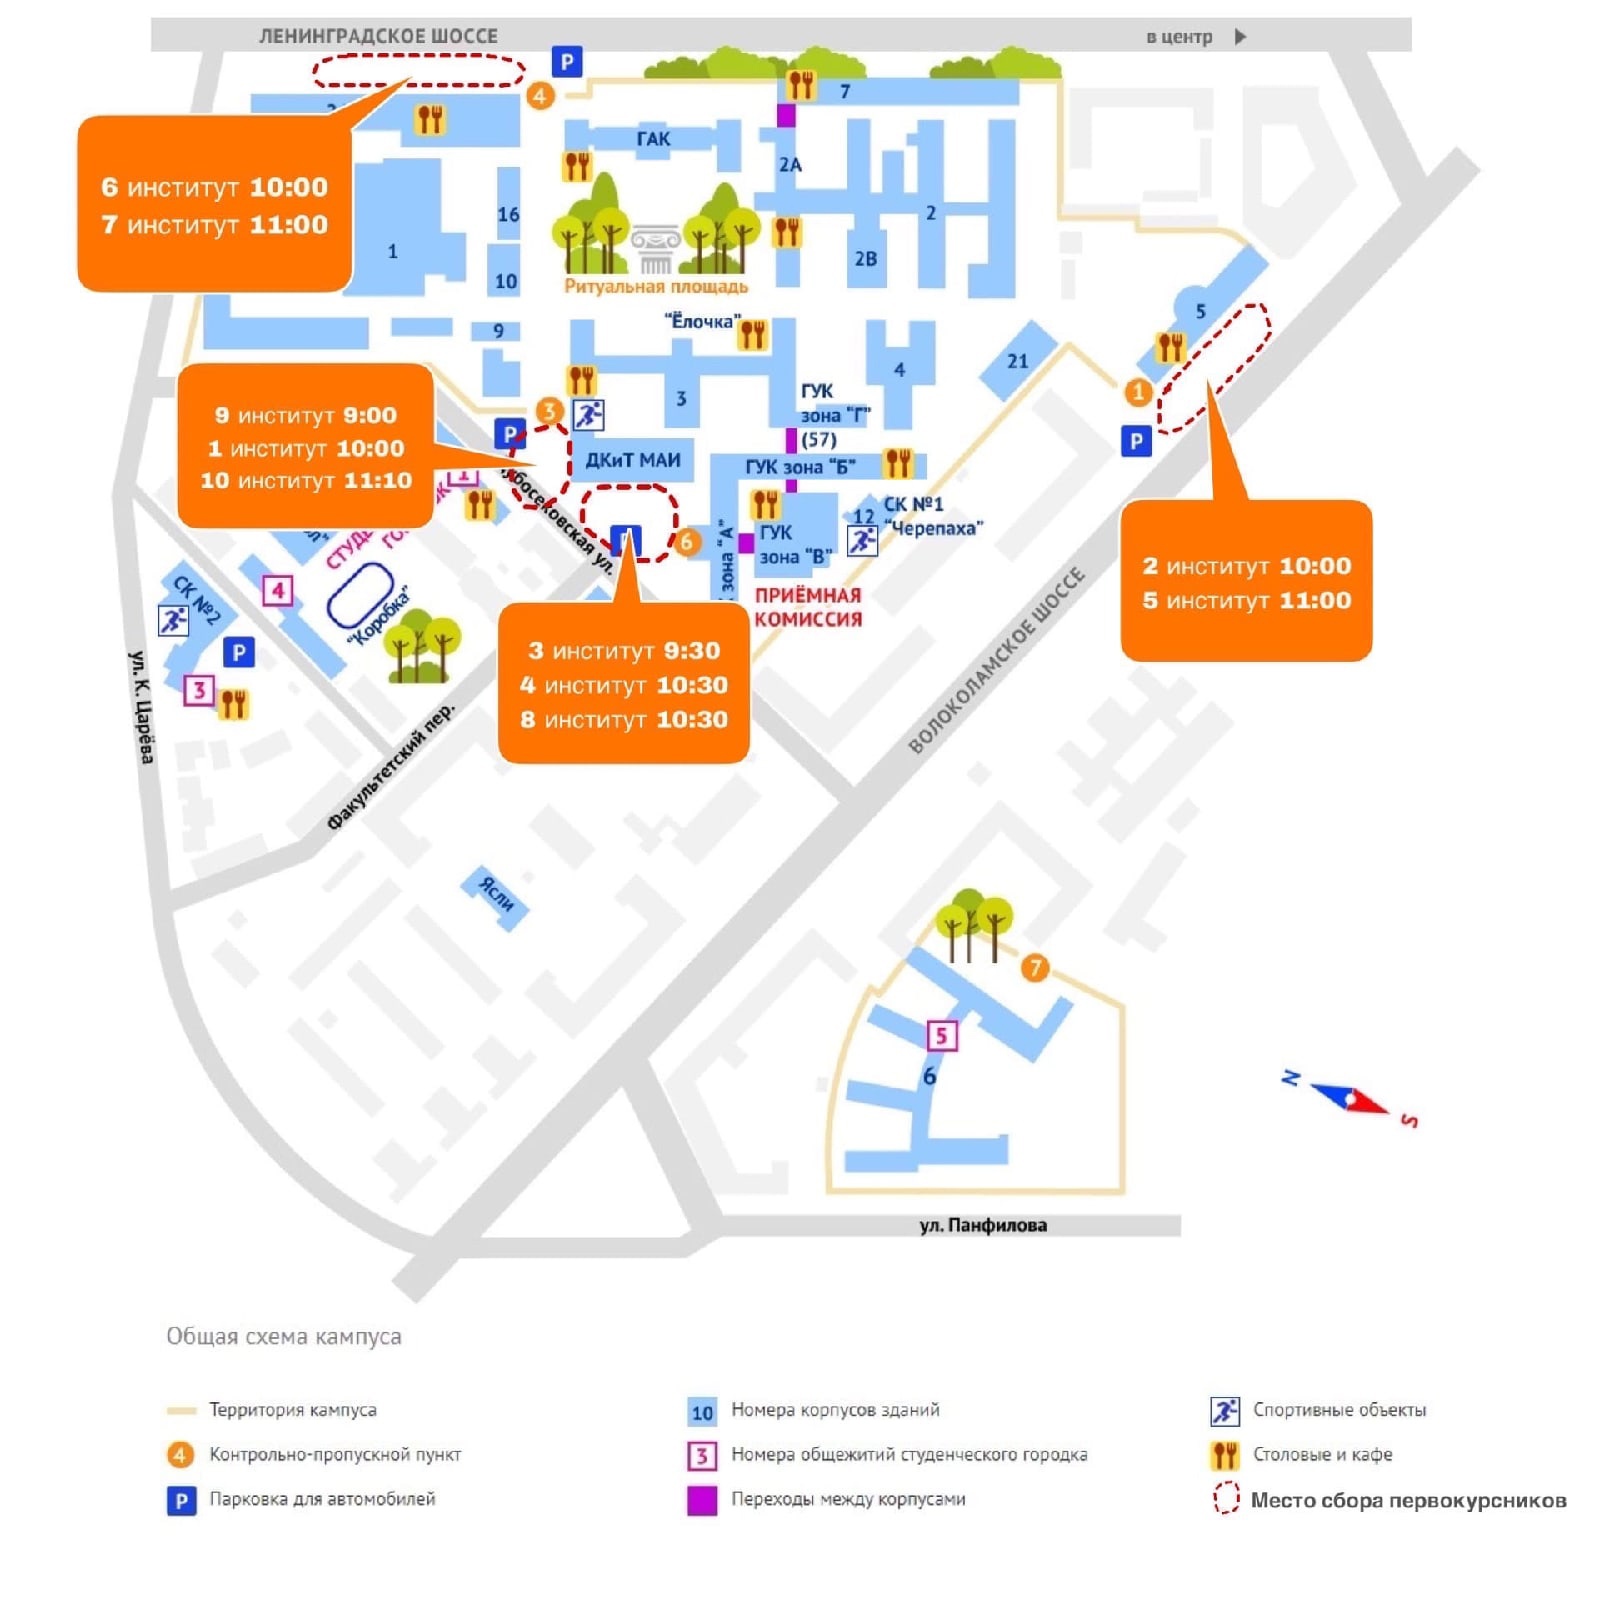 ЛЕНИНГРАДСКОЕ ШОССЕ
в центр
P
4
7
6 институт 10:00
7 институт 11:00
ГАК
2А
16
2
1
2В
10
Ритуальная площадь
5
"Ёлочка"
9
21
4
3
ГУК
зона "Г"
(57)
1
P
3
P
9 институт 9:00
1 институт 10:00
10 институт 11:10
ДКиТ МАИ
ГУК зона "Б"
1
СК №1
"Черепаха"
12
6
зона "А"
ГУК
зона "В"
ПРИЁМНАЯ
КОМИССИЯ
2 институт 10:00
5 институт 11:00
4
СК №2
"Коробка"
P
3
3 институт 9:30
4 институт 10:30
8 институт 10:30
ул. К. Царёва
Факультетский пер.
ВОЛОКОЛАМСКОЕ ШОССЕ
Ясли
7
5
6
N
S
ул. Панфилова
Общая схема кампуса
Территория кампуса
4 Контрольно-пропускной пункт
P Парковка для автомобилей
10 Номера корпусов зданий
3 Номера общежитий студенческого городка
Переходы между корпусами
Спортивные объекты
Столовые и кафе
Место сбора первокурсников